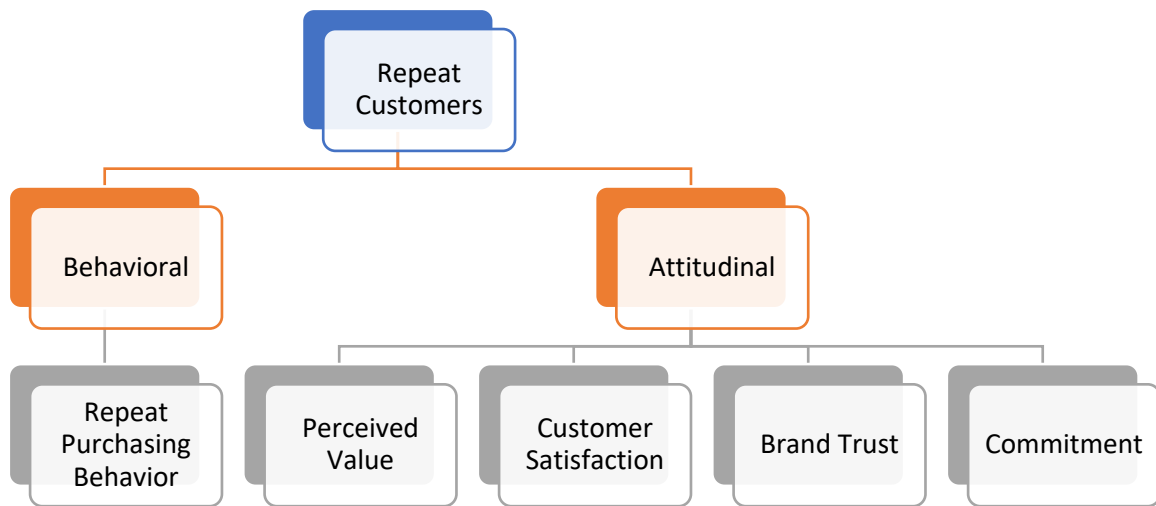 Repeat
Customers
Behavioral
Attitudinal
Repeat
Purchasing
Behavior
Perceived
Value
Customer
Satisfaction
Brand Trust
Commitment